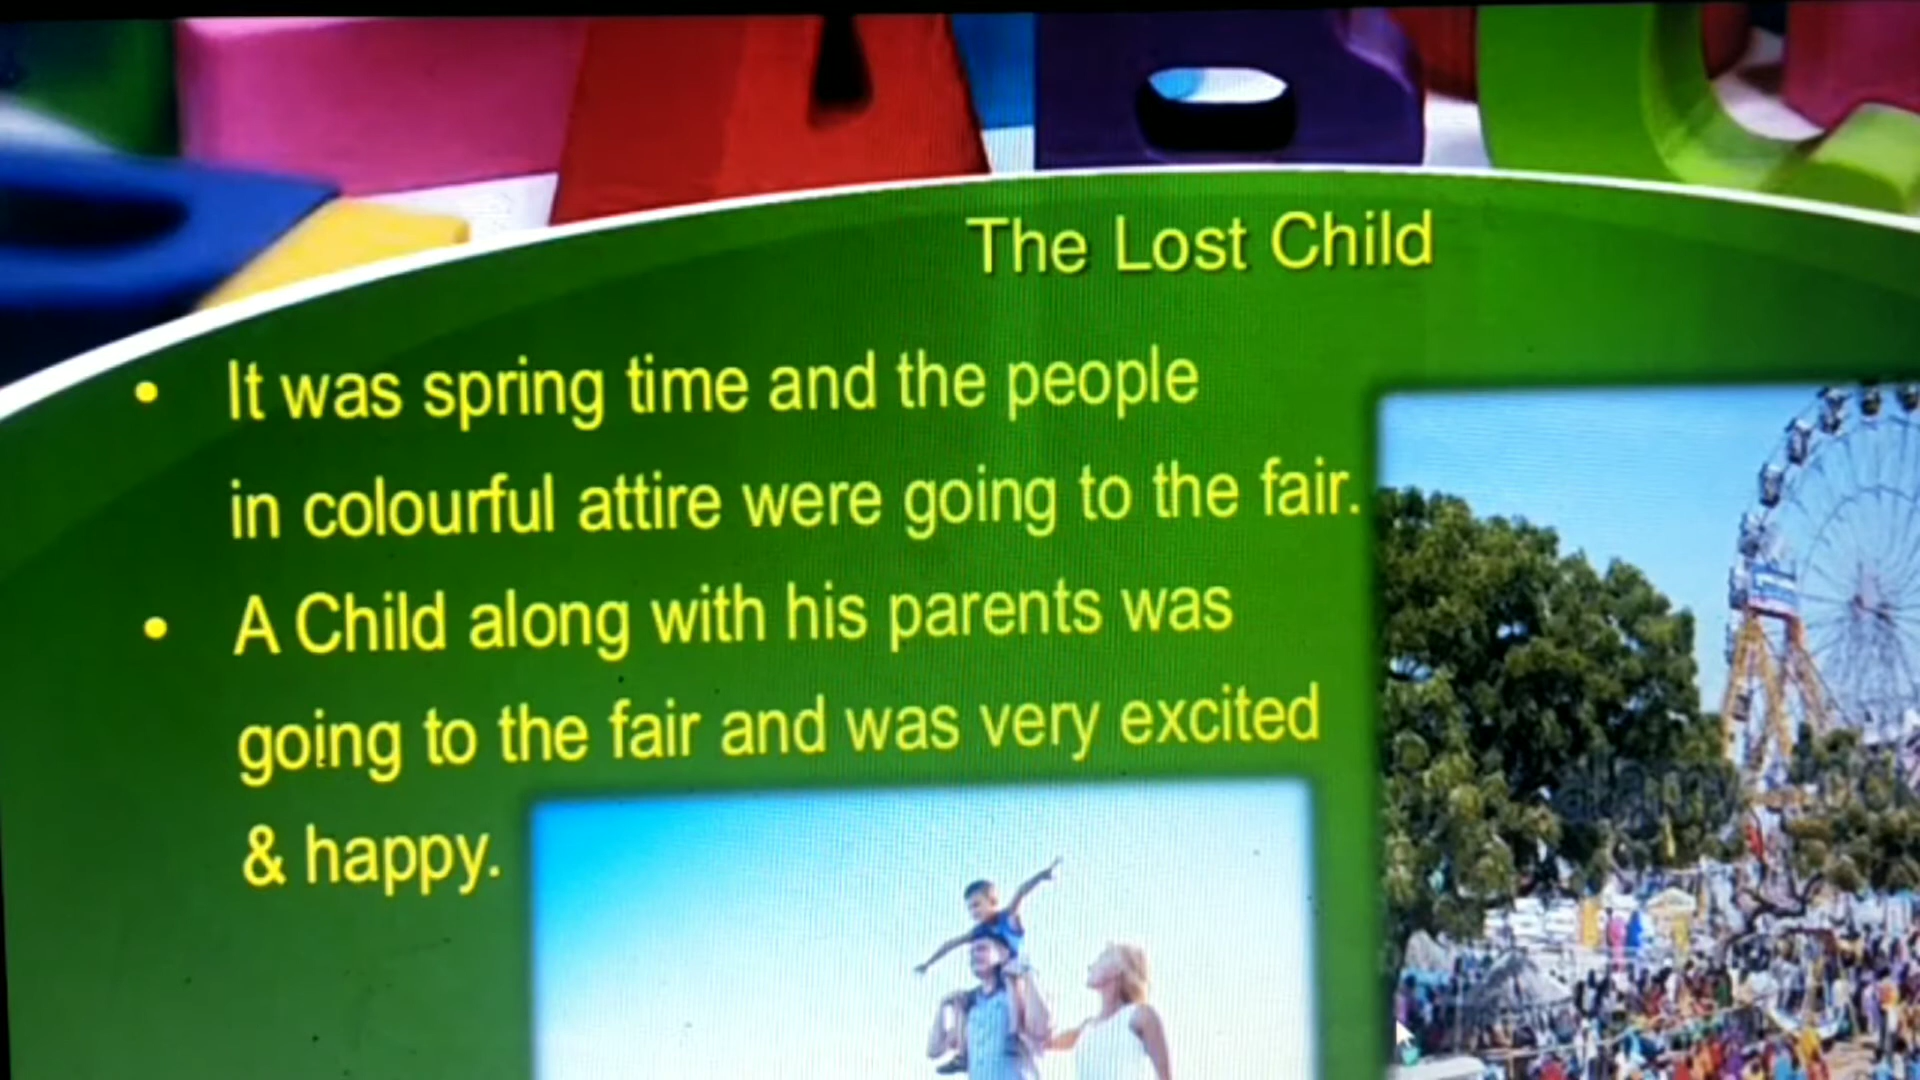 The Lost Child
• It was spring time and the people
in colourful attire were going to the fair.
• A Child along with his parents was
going to the fair and was very excited
& happy.